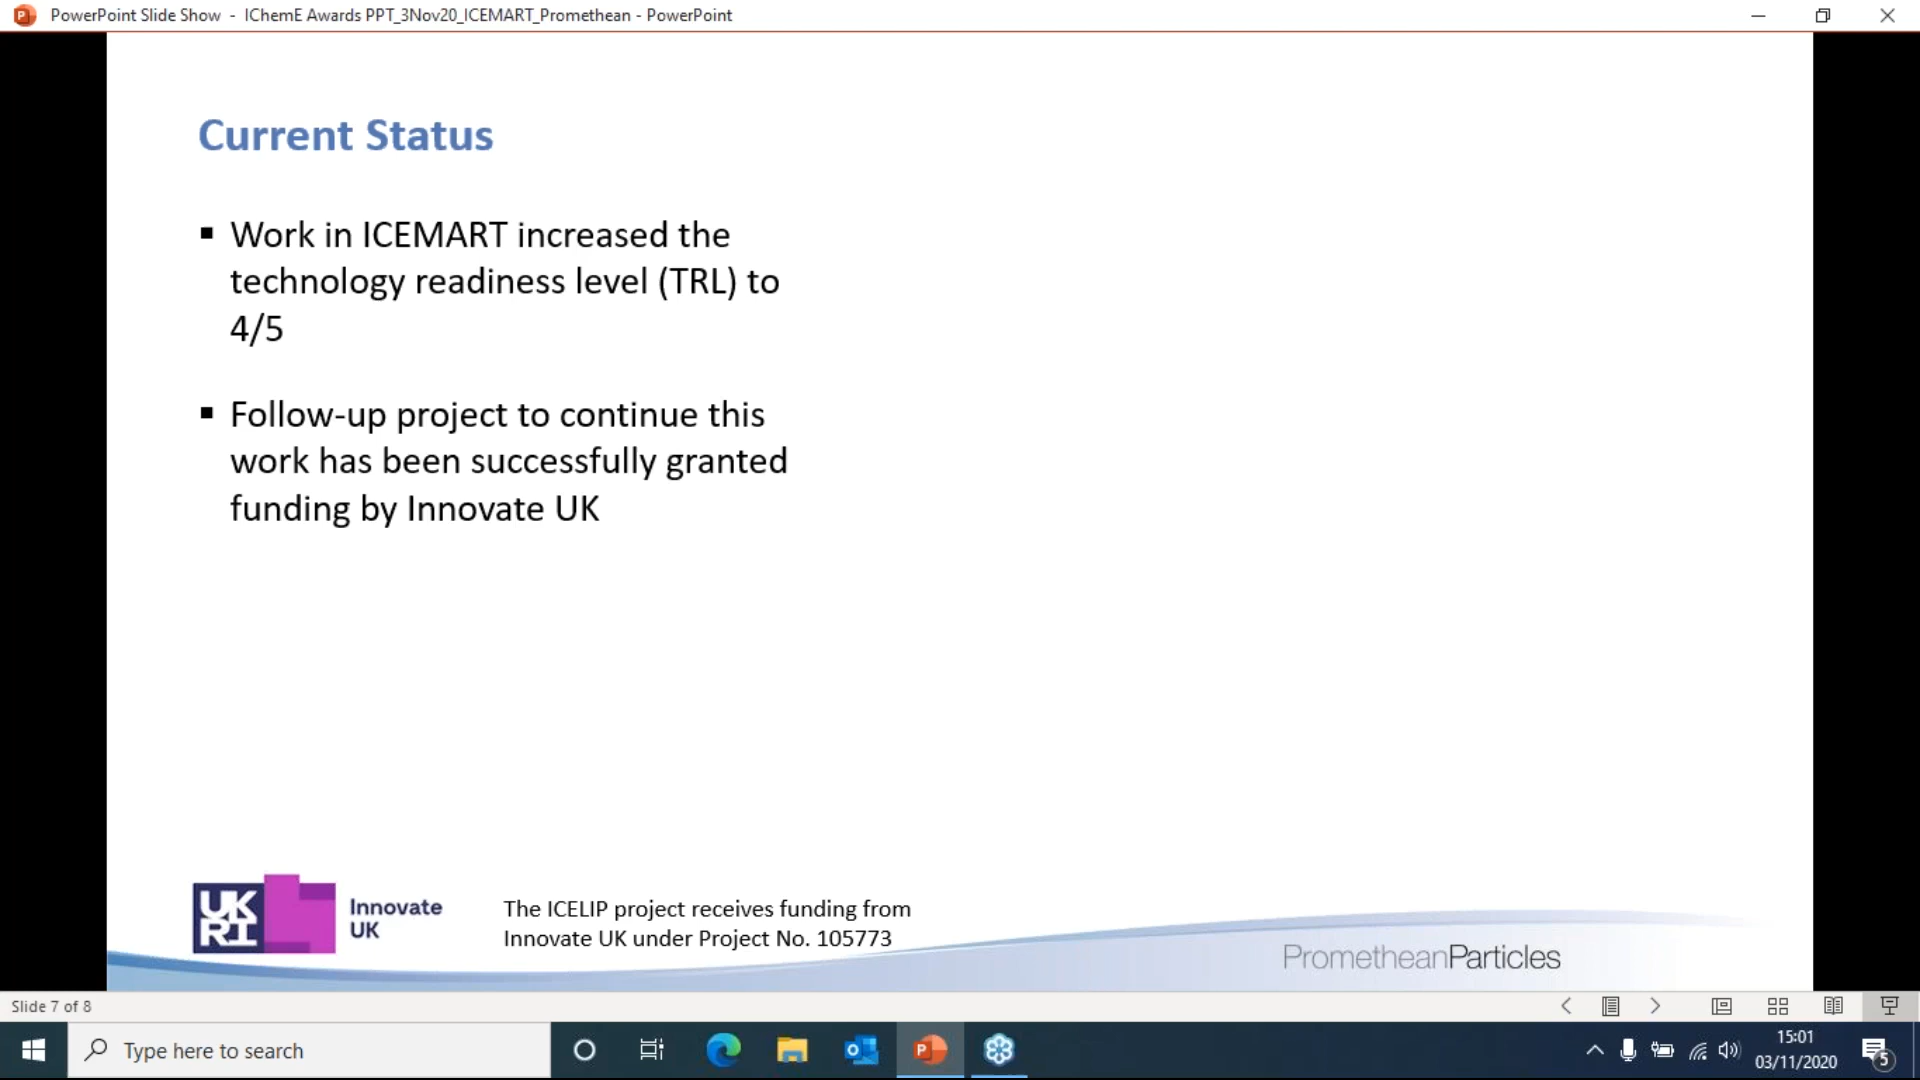 PowerPoint Slide Show - IChemE Awards PPT_3Nov20_ICEMART_Promethean - PowerPoint
Current Status
▪ Work in ICEMART increased the
technology readiness level (TRL) to
4/5
▪ Follow-up project to continue this
work has been successfully granted
funding by Innovate UK
UK
RI
Innovate
UK
The ICELIP project receives funding from
Innovate UK under Project No. 105773
PrometheanParticles
Slide 7 of 8
Type here to search
15:01
03/11/2020
5